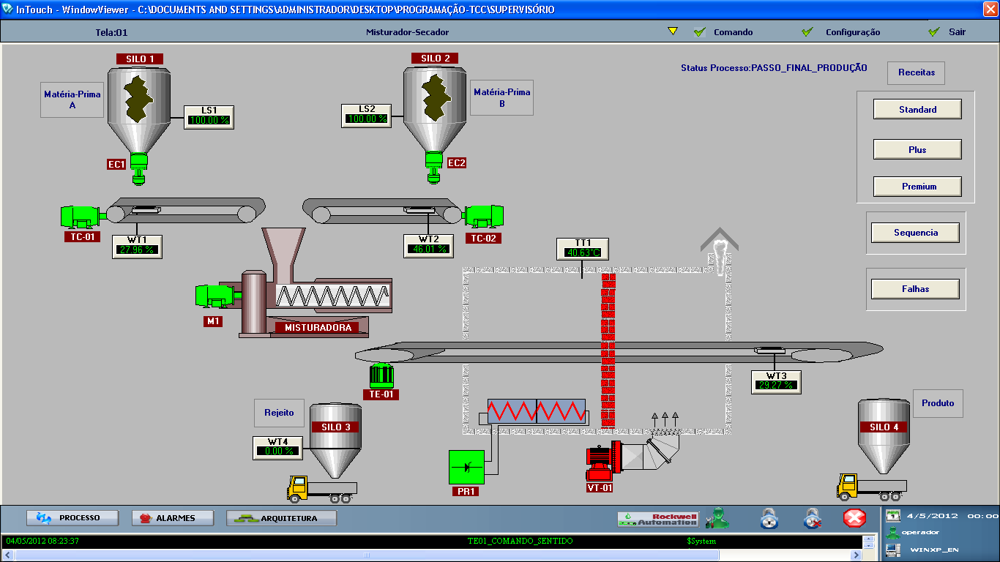 InTouch - WindowViewer - C:\DOCUMENTS AND SETTINGS\ADMINISTRADOR\DESKTOP\PROGRAMAÇÃO-TCC\SUPERVISÓRIO
Tela:01
Misturador-Secador
Comando
Configuração
Sair
SILO 1
SILO 2
Status Processo:PASSO_FINAL_PRODUÇÃO
Receitas
Matéria-Prima
A
LS1
100.00 %
LS2
100.00 %
Matéria-Prima
B
Standard
Plus
Premium
EC1
EC2
TC-01
WT1
27.96 %
WT2
46.01 %
TC-02
TT1
40.63°C
Sequencia
Falhas
M1
MISTURADORA
TE-01
WT3
29.27 %
Rejeito
SILO 3
WT4
0.00 %
PR1
VT-01
Produto
SILO 4
PROCESSO
ALARMES
ARQUITETURA
Rockwell
Automation
4/5/2012 00:00
operador
WINXP_EN
04/05/2012 08:23:37
TE01_COMANDO_SENTIDO
$System